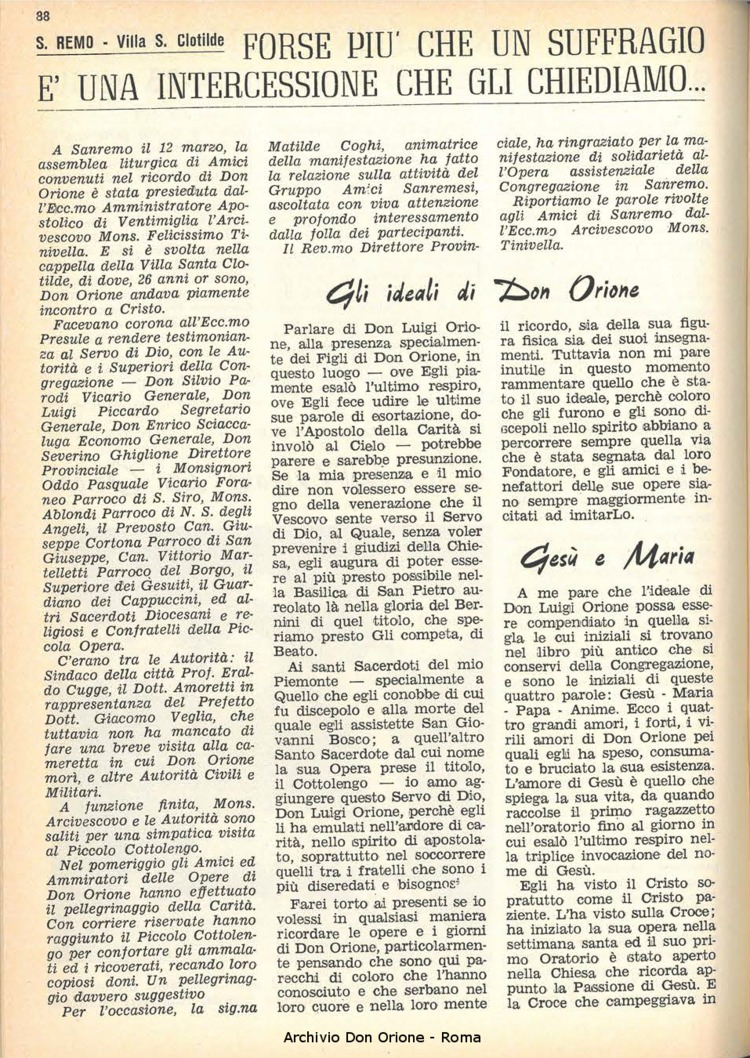 88
S. REMO - Villa S. Clotilde
FORSE PIU' CHE UN SUFFRAGIO
E' UNA INTERCESSIONE CHE GLI CHIEDIAMO...
A Sanremo il 12 marzo, la
assemblea liturgica di Amici
convenuti nel ricordo di Don
Orione è stata presieduta dal-
l'Ecc.mo Amministratore Apo-
stolico di Ventimiglia l'Arci-
vescovo Mons. Felicissimo Ti-
nivella. E si è svolta nella
cappella della Villa Santa Clo-
tilde, di dove, 26 anni or sono,
Don Orione andava piamente
incontro a Cristo.
Facevano corona all'Ecc.mo
Presule a rendere testimonian-
za al Servo di Dio, con le Au-
torità e i Superiori della Con-
gregazione — Don Silvio Pa-
rodi Vicario Generale, Don
Luigi Piccardo Segretario
Generale, Don Enrico Sciacca-
luga Economo Generale, Don
Severino Ghiglione Direttore
Provinciale — i Monsignori
Oddo Pasquale Vicario Fora-
neo Parroco di S. Siro, Mons.
Ablondi Parroco di N. S. degli
Angeli, il Prevosto Can. Giu-
seppe Cortona Parroco di San
Giuseppe, Can. Vittorio Mar-
telletti Parroco del Borgo, il
Superiore dei Gesuiti, il Guar-
diano dei Cappuccini, ed al-
tri Sacerdoti Diocesani e re-
ligiosi e Confratelli della Pic-
cola Opera.
C'erano tra le Autorità: il
Sindaco della città Prof. Eral-
do Cugge, il Dott. Amoretti in
rappresentanza del Prefetto
Dott. Giacomo Veglia, che
tuttavia non ha mancato di
fare una breve visita alla ca-
meretta in cui Don Orione
morì, e altre Autorità Civili e
Militari.
A funzione finita, Mons.
Arcivescovo e le Autorità sono
saliti per una simpatica visita
al Piccolo Cottolengo.
Nel pomeriggio gli Amici ed
Ammiratori delle Opere di
Don Orione hanno effettuato
il pellegrinaggio della Carità.
Con corriere riservate hanno
raggiunto il Piccolo Cottolen-
go per confortare gli ammala-
ti ed i ricoverati, recando loro
copiosi doni. Un pellegrinag-
gio davvero suggestivo
Per l'occasione, la sig.na
Matilde Coghi, animatrice
della manifestazione ha fatto
la relazione sulla attività del
Gruppo Amici Sanremesi,
ascoltata con viva attenzione
e profondo interessamento
dalla folla dei partecipanti.
Il Rev.mo Direttore Provin-
ciale, ha ringraziato per la ma-
nifestazione di solidarietà al-
l'Opera assistenziale della
Congregazione in Sanremo.
Riportiamo le parole rivolte
agli Amici di Sanremo dal-
l'Ecc.mo Arcivescovo Mons.
Tinivella.
Gli ideali di Don Orione
Parlare di Don Luigi Orio-
ne, alla presenza specialmen-
te dei Figli di Don Orione, in
questo luogo — ove Egli pia-
mente esalò l'ultimo respiro,
ove Egli fece udire le ultime
sue parole di esortazione, do-
ve l'Apostolo della Carità si
involò al Cielo — potrebbe
parere e sarebbe presunzione.
Se la mia presenza e il mio
dire non volessero essere se-
gno della venerazione che il
Vescovo sente verso il Servo
di Dio, al Quale, senza voler
prevenire i giudizi della Chie-
sa, egli augura di poter esse-
re al più presto possibile nel-
la Basilica di San Pietro au-
reolato là nella gloria del Ber-
nini di quel titolo, che spe-
riamo presto Gli competa, di
Beato.
Ai santi Sacerdoti del mio
Piemonte — specialmente a
Quello che egli conobbe di cui
fu discepolo e alla morte del
quale egli assistette San Gio-
vanni Bosco; a quell'altro
Santo Sacerdote dal cui nome
la sua Opera prese il titolo,
il Cottolengo — io amo ag-
giungere questo Servo di Dio,
Don Luigi Orione, perchè egli
li ha emulati nell'ardore di ca-
rità, nello spirito di apostola-
to, soprattutto nel soccorrere
quelli tra i fratelli che sono i
più diseredati e bisognosi
Farei torto ai presenti se io
volessi in qualsiasi maniera
ricordare le opere e i giorni
di Don Orione, particolarmen-
te pensando che sono qui pa-
recchi di coloro che l'hanno
conosciuto e che serbano nel
loro cuore e nella loro mente
il ricordo, sia della sua figu-
ra fisica sia dei suoi insegna-
menti. Tuttavia non mi pare
inutile in questo momento
rammentare quello che è sta-
to il suo ideale, perchè coloro
che gli furono e gli sono di-
scepoli nello spirito abbiano a
percorrere sempre quella via
che è stata segnata dal loro
Fondatore, e gli amici e i be-
nefattori delle sue opere sia-
no sempre maggiormente in-
citati ad imitarLo.
Gesù e Maria
A me pare che l'ideale di
Don Luigi Orione possa esse-
re compendiato in quella si-
gla le cui iniziali si trovano
nel libro più antico che si
conservi della Congregazione,
e sono le iniziali di queste
quattro parole: Gesù - Maria
- Papa - Anime. Ecco i quat-
tro grandi amori, i forti, i vi-
rili amori di Don Orione pei
quali egli ha speso, consuma-
to e bruciato la sua esistenza.
L'amore di Gesù è quello che
spiega la sua vita, da quando
raccolse il primo ragazzetto
nell'oratorio fino al giorno in
cui esalò l'ultimo respiro nel-
la triplice invocazione del no-
me di Gesù.
Egli ha visto il Cristo so-
pratutto come il Cristo pa-
ziente. L'ha visto sulla Croce;
ha iniziato la sua opera nella
settimana santa ed il suo pri-
mo Oratorio è stato aperto
nella Chiesa che ricorda ap-
punto la Passione di Gesù. E
la Croce che campeggiava in
Archivio Don Orione - Roma